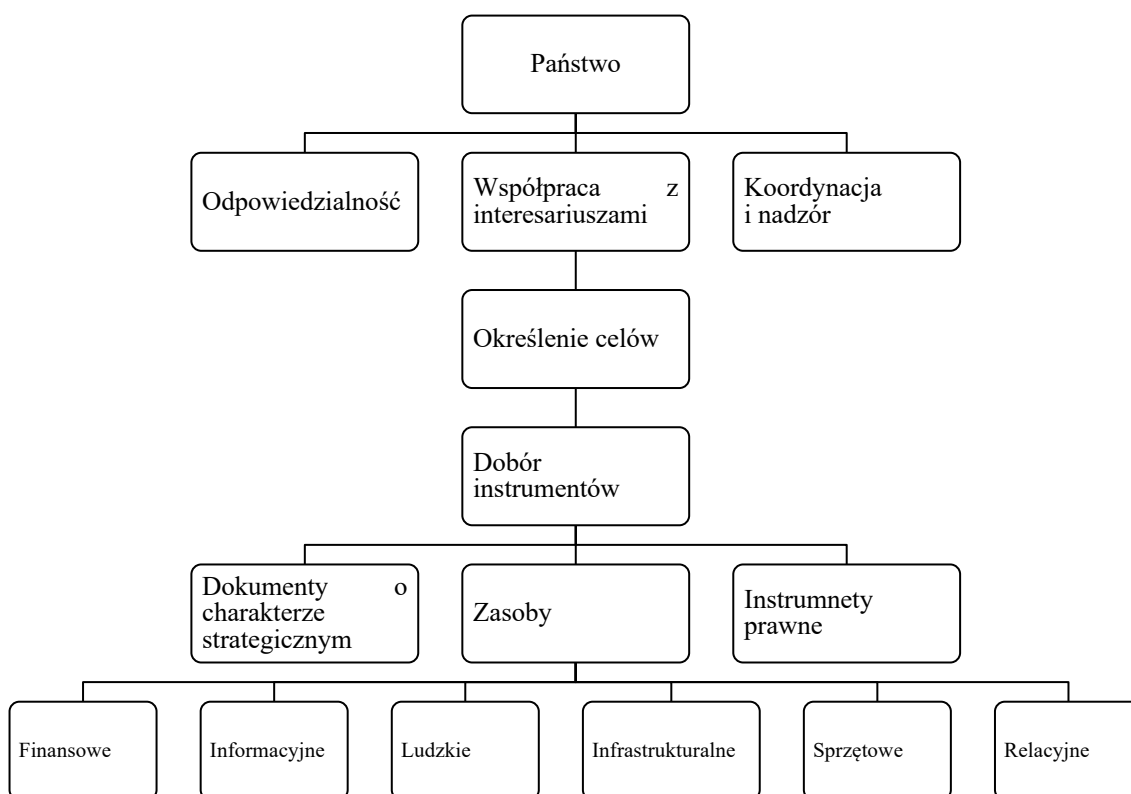 Państwo
Odpowiedzialność
Współpraca z
interesariuszami
Koordynacja
i nadzór
Określenie celów
Dobór
instrumentów
Dokumenty o
charakterze
strategicznym
Zasoby
Instrumnety
prawne
Finansowe
Informacyjne
Ludzkie
Infrastrukturalne
Sprzętowe
Relacyjne